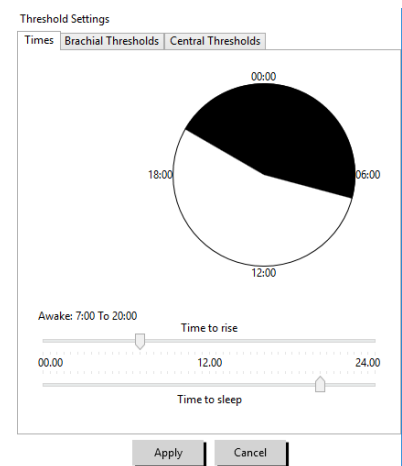 Threshold Settings
Times Brachial Thresholds Central Thresholds
00:00
18:00 06:00
12:00
Awake: 7:00 To 20:00
Time to rise
00.00 12.00 24.00
Time to sleep
Apply Cancel